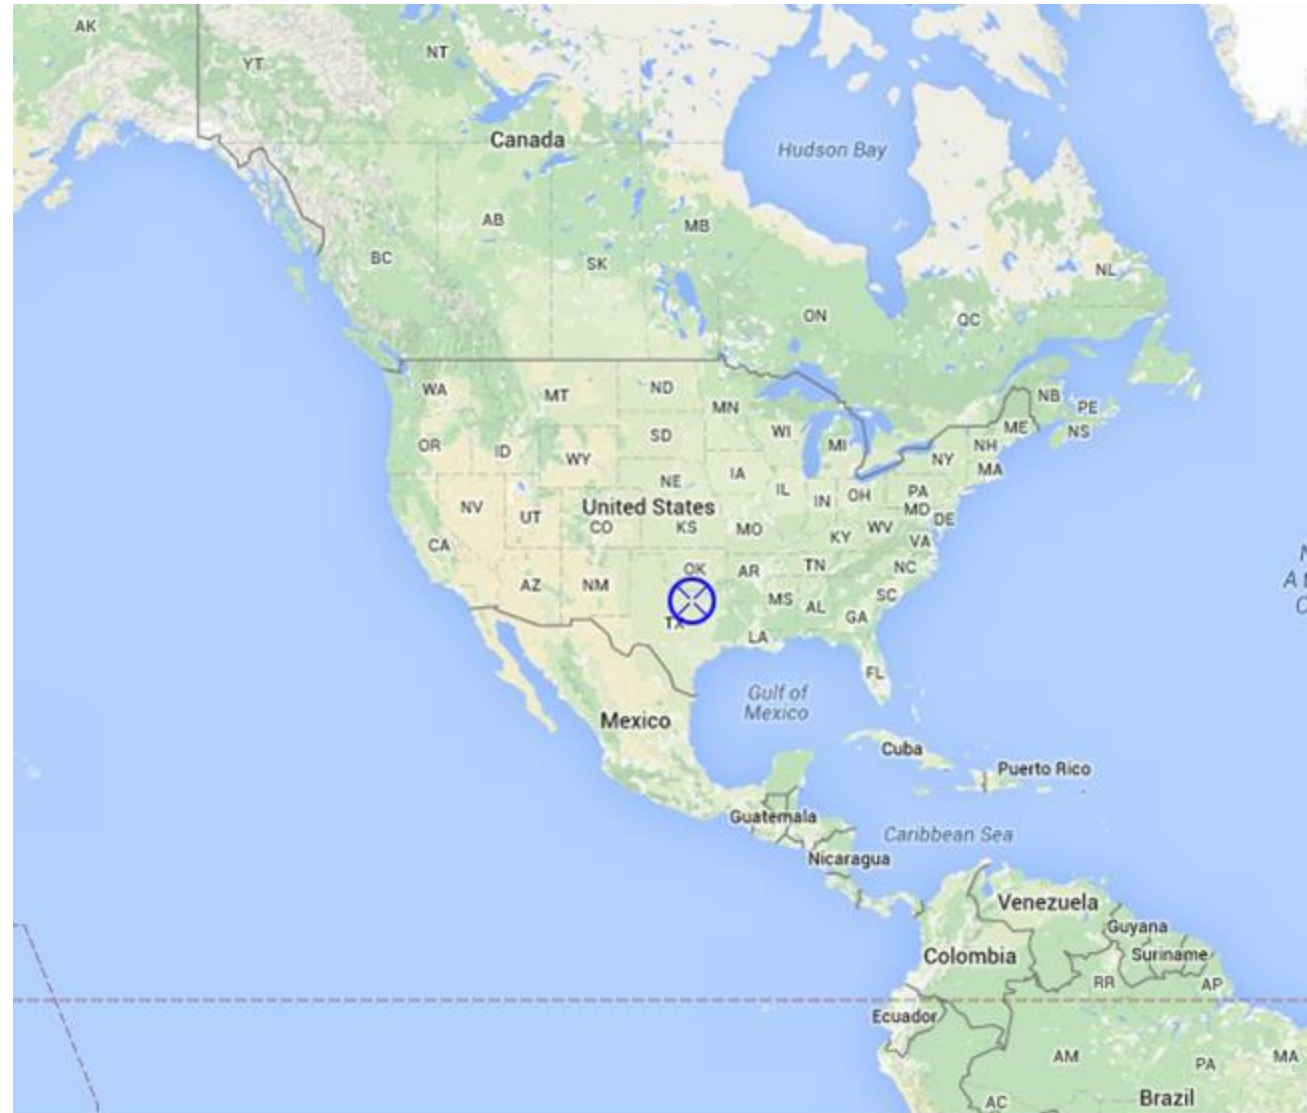 AK
YT
NT
Canada
Hudson Bay
AB
MB
BC
SK
NL
ON
QC
WA
MT
ND
MN
NB
PE
OR
ID
SD
WI
MI
ME
NS
WY
NH
NY
MA
NE
IA
IL
IN
OH
PA
NV
UT
United States
MD
DE
CO
KS
MO
KY
WV
VA
CA
AZ
NM
OK
AR
TN
NC
TX
MS
AL
SC
GA
LA
FL
Gulf of
Mexico
Mexico
Cuba
Puerto Rico
Guatemala
Caribbean Sea
Nicaragua
Venezuela
Guyana
Colombia
Suriname
RR
AP
Ecuador
AM
PA
MA
AC
Brazil